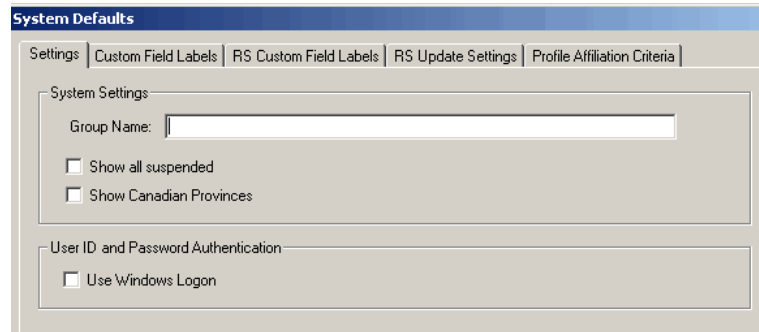 System Defaults
Settings Custom Field Labels RS Custom Field Labels RS Update Settings Profile Affiliation Criteria
System Settings
Group Name:
Show all suspended
Show Canadian Provinces
User ID and Password Authentication
Use Windows Logon